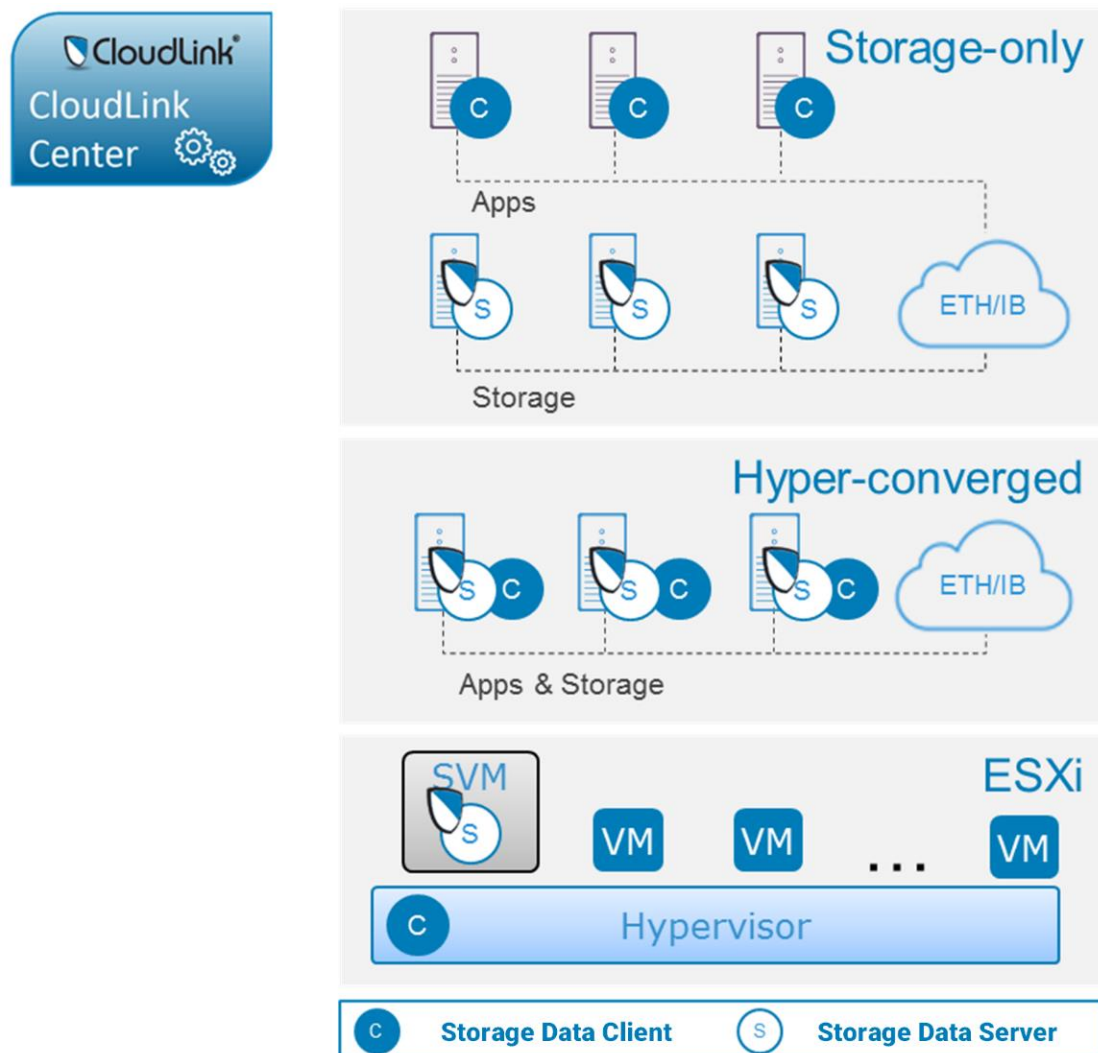 CloudLink®
CloudLink
Center
Storage-only
C C C
Apps
S S S
ETH/IB
Storage
Hyper-converged
S C S C S C
ETH/IB
Apps & Storage
SVM
ESXi
S
VM VM ... VM
C Hypervisor
C Storage Data Client S Storage Data Server